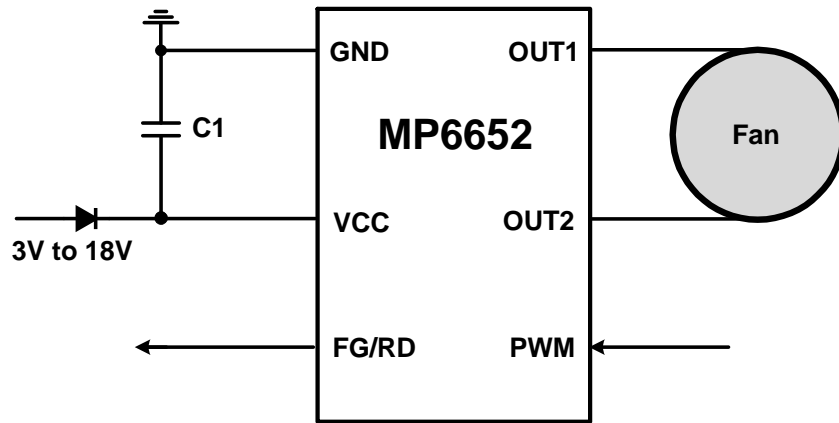 GND
OUT1
C1
MP6652
Fan
VCC
OUT2
3V to 18V
FG/RD
PWM